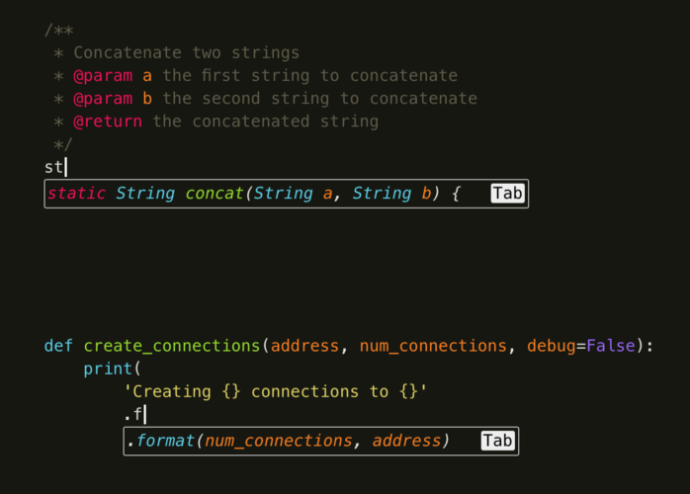 /**
 * Concatenate two strings
 * @param a the first string to concatenate
 * @param b the second string to concatenate
 * @return the concatenated string
 */
st
static String concat(String a, String b) { Tab
def create_connections(address, num_connections, debug=False):
    print(
        'Creating {} connections to {}'
        .f
        .format(num_connections, address) Tab